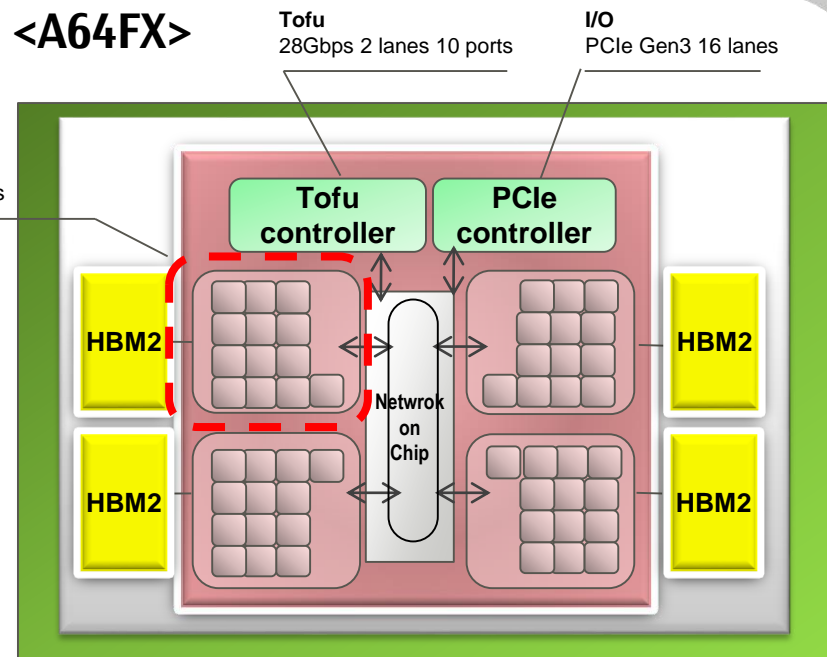 <A64FX>
Tofu
28Gbps 2 lanes 10 ports
I/O
PCIe Gen3 16 lanes
s
Tofu
controller
PCIe
controller
HBM2
HBM2
Netwrok
on
Chip
HBM2
HBM2